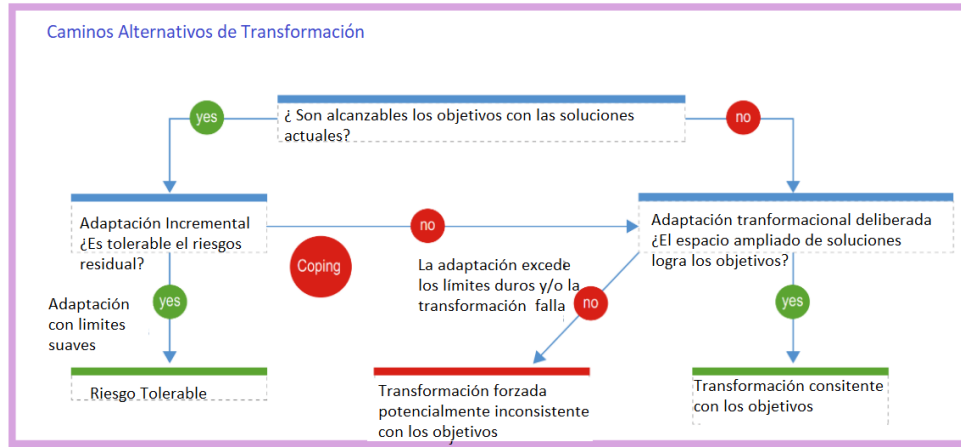 Caminos Alternativos de Transformación
¿ Son alcanzables los objetivos con las soluciones
actuales?
yes
no
Adaptación Incremental
¿Es tolerable el riesgos
residual?
no
Coping
Adaptación tranformacional deliberada
¿El espacio ampliado de soluciones
logra los objetivos?
La adaptación excede
los límites duros y/o la
transformación falla
no
Adaptación
con limites
suaves
yes
yes
Riesgo Tolerable
Transformación forzada
potencialmente inconsistente
con los objetivos
Transformación consitente
con los objetivos